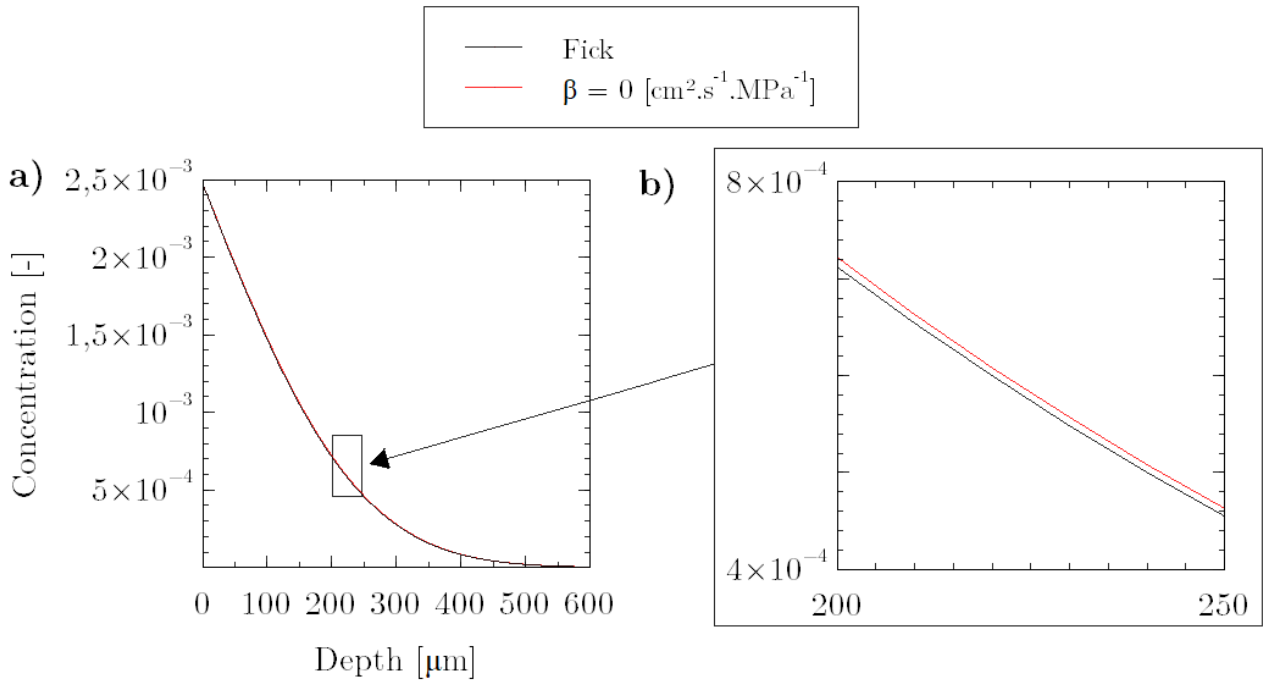 Fick
β = 0 [cm².s⁻¹.MPa⁻¹]
a)
2,5×10⁻³
2×10⁻³
1,5×10⁻³
10⁻³
5×10⁻⁴
Concentration [-]
0 100 200 300 400 500 600
Depth [μm]
b)
8×10⁻⁴
4×10⁻⁴
200 250